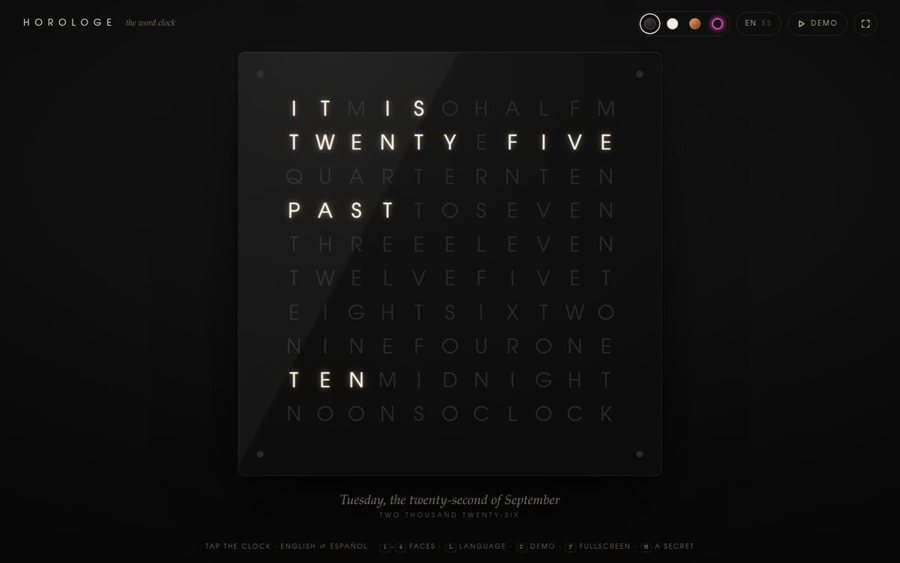 HOROLOGE the word clock EN ES DEMO
ITMISOHALFM
TWENTYEFIVE
QUARTERNTEN
PASTTOSEVEN
THREEELEVEN
TWELVEFIVET
EIGHTSIXTWO
NINEFOURONE
TENMIDNIGHT
NOONSOCLOCK
Tuesday, the twenty-second of September
TWO THOUSAND TWENTY-SIX
TAP THE CLOCK · ENGLISH ⇄ ESPAÑOL 1-4 FACES · L LANGUAGE · D DEMO · F FULLSCREEN · M A SECRET